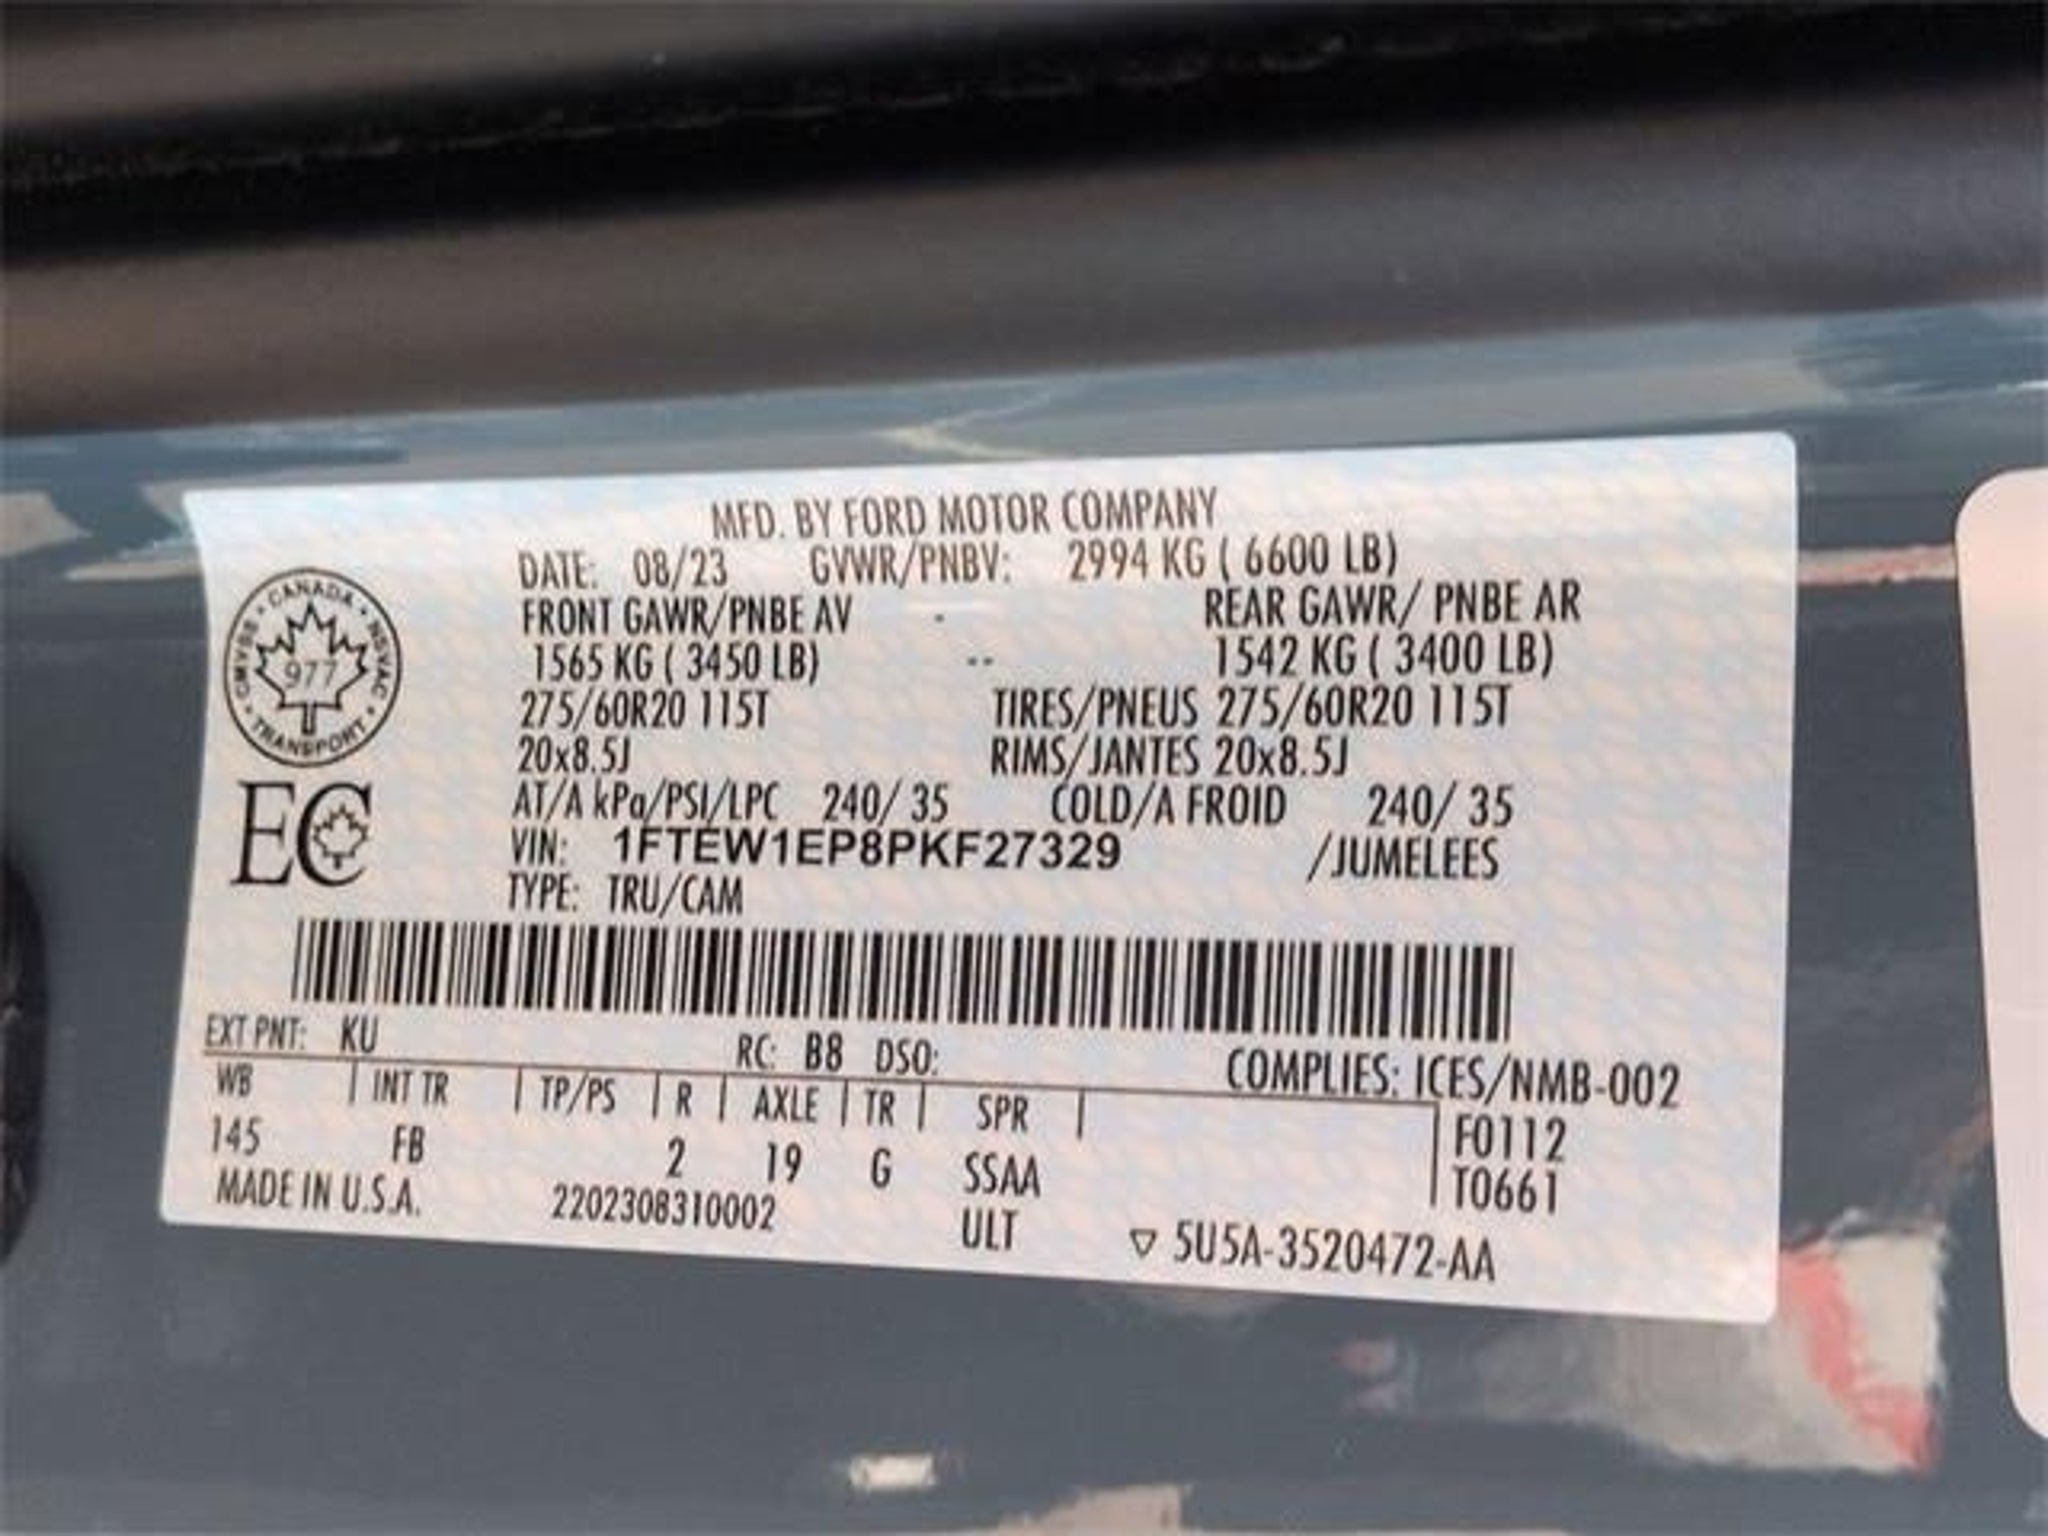 MFD. BY FORD MOTOR COMPANY
DATE: 08/23 GVWR/PNBV: 2994 KG ( 6600 LB)
FRONT GAWR/PNBE AV - REAR GAWR/ PNBE AR
1565 KG ( 3450 LB) -- 1542 KG ( 3400 LB)
275/60R20 115T TIRES/PNEUS 275/60R20 115T
20x8.5J RIMS/JANTES 20x8.5J
AT/A kPa/PSI/LPC 240/ 35 COLD/A FROID 240/ 35
VIN: 1FTEW1EP8PKF27329 /JUMELEES
TYPE: TRU/CAM
CANADA • NSVAC • TRANSPORT • CMVSS •
977
EC
EXT PNT: KU RC: B8 DSO: COMPLIES: ICES/NMB-002
WB | INT TR | TP/PS | R | AXLE | TR | SPR | F0112
145 FB 2 19 G SSAA T0661
MADE IN U.S.A. 2202308310002 ULT ▽ 5U5A-3520472-AA